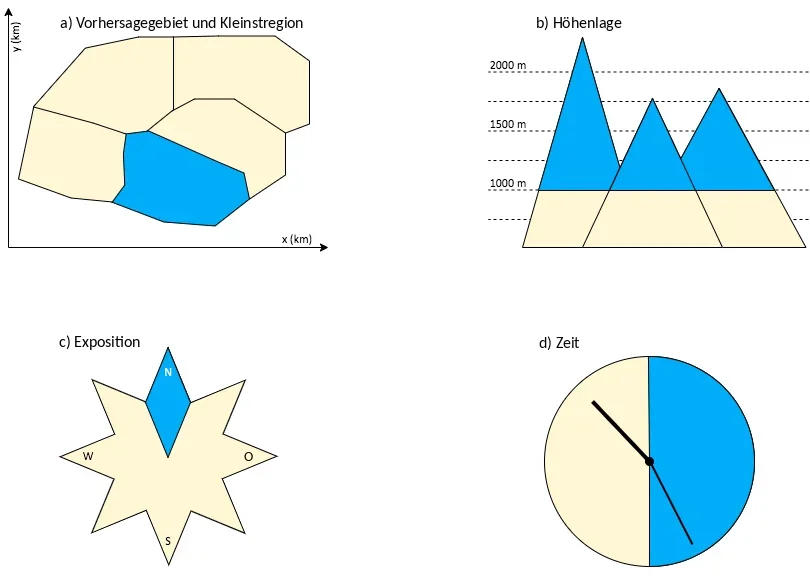 a) Vorhersagegebiet und Kleinstregion
y (km)
x (km)
b) Höhenlage
2000 m
1500 m
1000 m
c) Exposition
N
W
O
S
d) Zeit